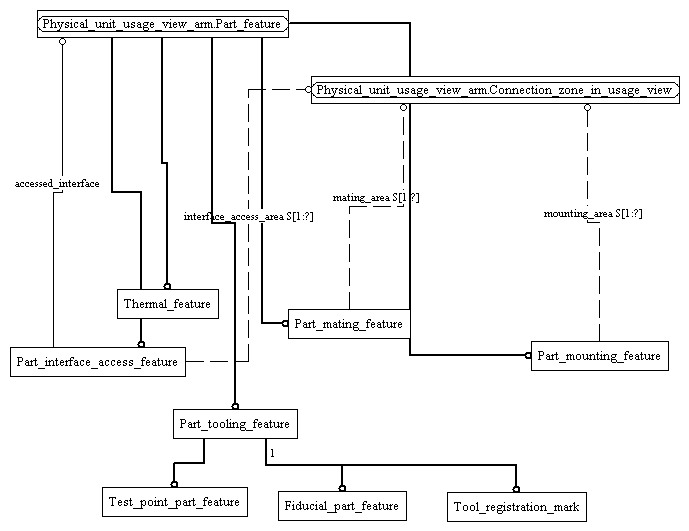 Physical_unit_usage_view_arm.Part_feature
Physical_unit_usage_view_arm.Connection_zone_in_usage_view
accessed_interface
mating_area S[1:?]
interface_access_area S[1:?]
mounting_area S[1:?]
Thermal_feature
Part_mating_feature
Part_interface_access_feature
Part_mounting_feature
Part_tooling_feature
1
Test_point_part_feature
Fiducial_part_feature
Tool_registration_mark